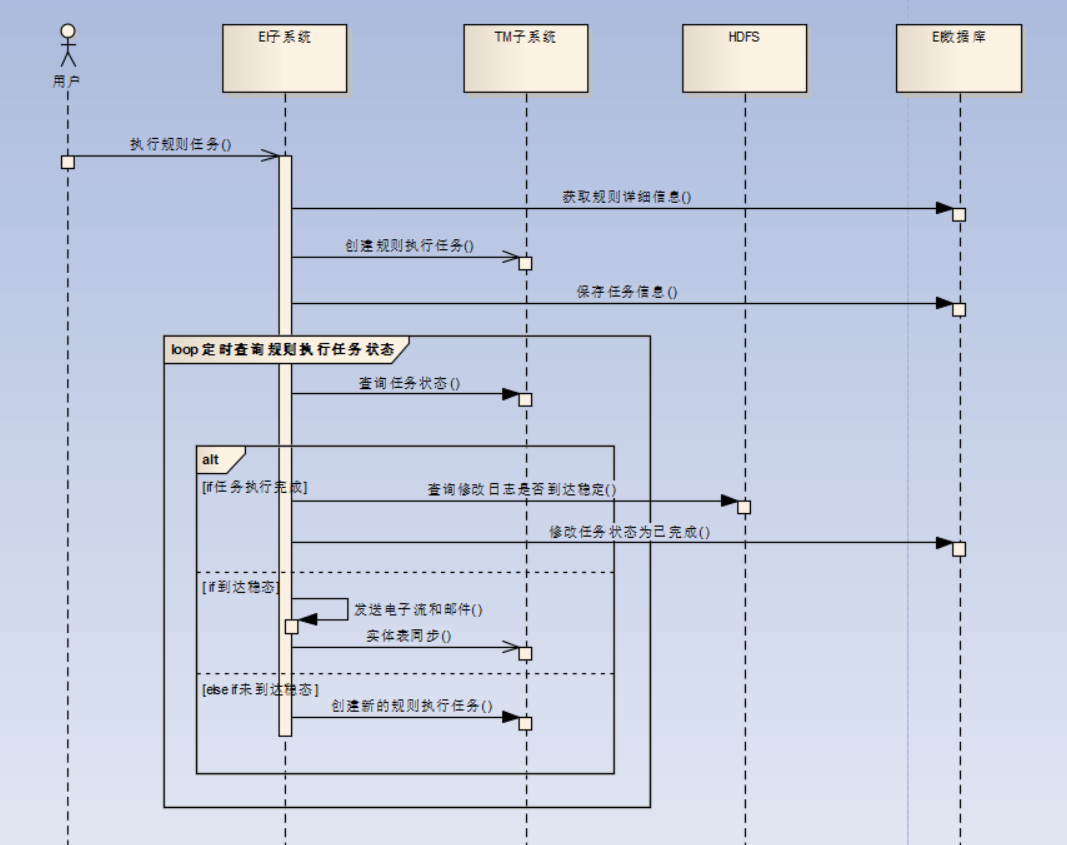 用户
EI子系统
TM子系统
HDFS
EI数据库
执行规则任务()
获取规则详细信息()
创建规则执行任务()
保存任务信息()
loop 定时查询规则执行任务状态
查询任务状态()
alt
[if任务执行完成]
查询修改日志是否到达稳定()
修改任务状态为已完成()
[if到达稳态]
发送电子流和邮件()
实体表同步()
[else if未到达稳态]
创建新的规则执行任务()